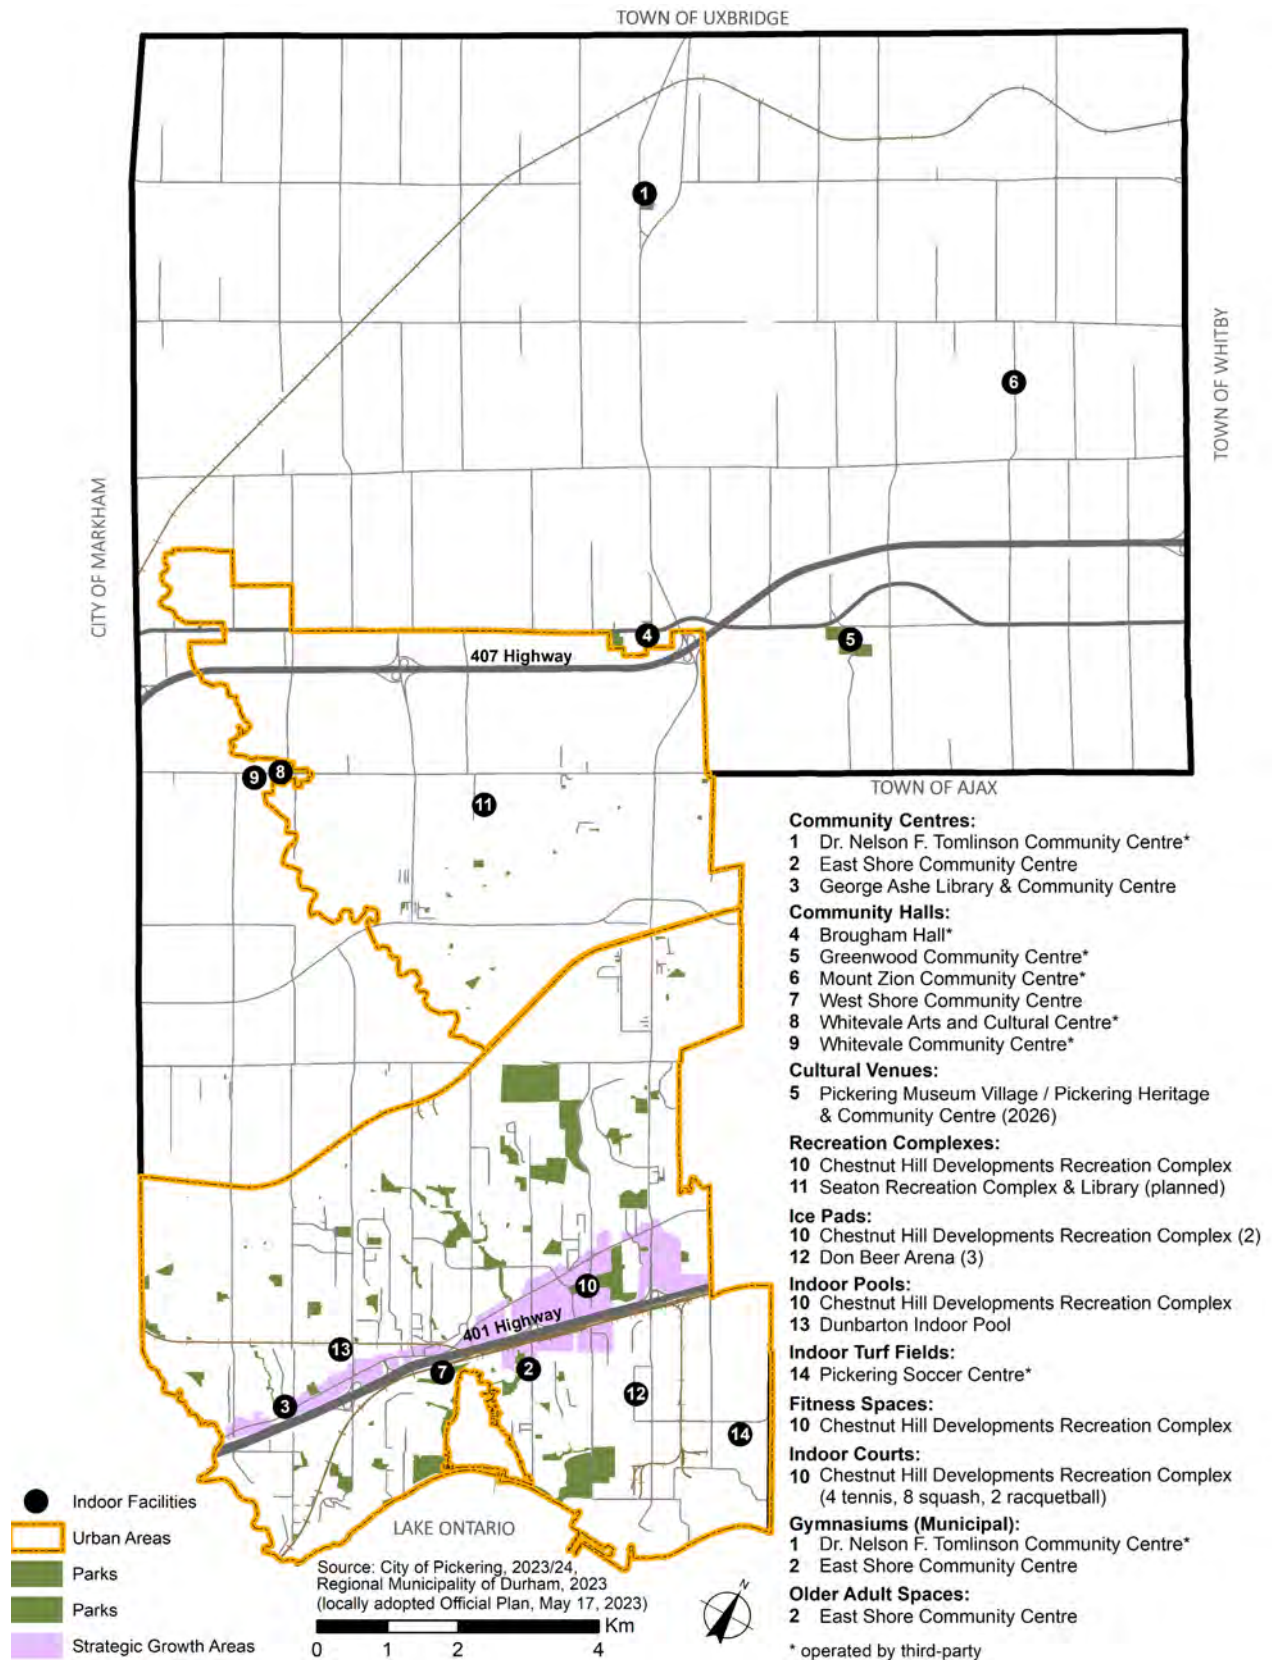 TOWN OF UXBRIDGE
1
TOWN OF WHITBY
6
CITY OF MARKHAM
4
5
407 Highway
9
8
11
TOWN OF AJAX
10
401 Highway
13
7
2
3
12
14
LAKE ONTARIO
Community Centres:
1 Dr. Nelson F. Tomlinson Community Centre*
2 East Shore Community Centre
3 George Ashe Library & Community Centre
Community Halls:
4 Brougham Hall*
5 Greenwood Community Centre*
6 Mount Zion Community Centre*
7 West Shore Community Centre
8 Whitevale Arts and Cultural Centre*
9 Whitevale Community Centre*
Cultural Venues:
5 Pickering Museum Village / Pickering Heritage
& Community Centre (2026)
Recreation Complexes:
10 Chestnut Hill Developments Recreation Complex
11 Seaton Recreation Complex & Library (planned)
Ice Pads:
10 Chestnut Hill Developments Recreation Complex (2)
12 Don Beer Arena (3)
Indoor Pools:
10 Chestnut Hill Developments Recreation Complex
13 Dunbarton Indoor Pool
Indoor Turf Fields:
14 Pickering Soccer Centre*
Fitness Spaces:
10 Chestnut Hill Developments Recreation Complex
Indoor Courts:
10 Chestnut Hill Developments Recreation Complex
(4 tennis, 8 squash, 2 racquetball)
Gymnasiums (Municipal):
1 Dr. Nelson F. Tomlinson Community Centre*
2 East Shore Community Centre
Older Adult Spaces:
2 East Shore Community Centre
* operated by third-party
Indoor Facilities
Urban Areas
Parks
Parks
Strategic Growth Areas
Source: City of Pickering, 2023/24,
Regional Municipality of Durham, 2023
(locally adopted Official Plan, May 17, 2023)
Km
0 1 2 4
N